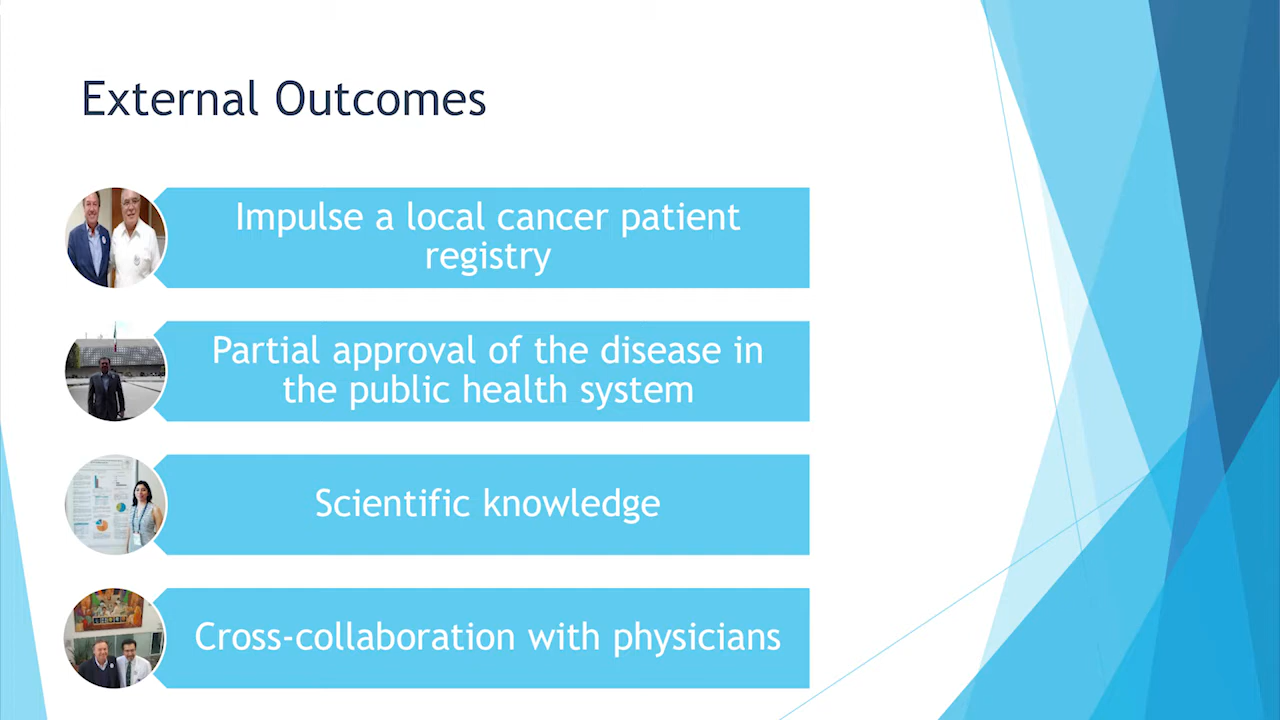 External Outcomes
Impulse a local cancer patient
registry
Partial approval of the disease in
the public health system
Scientific knowledge
Cross-collaboration with physicians